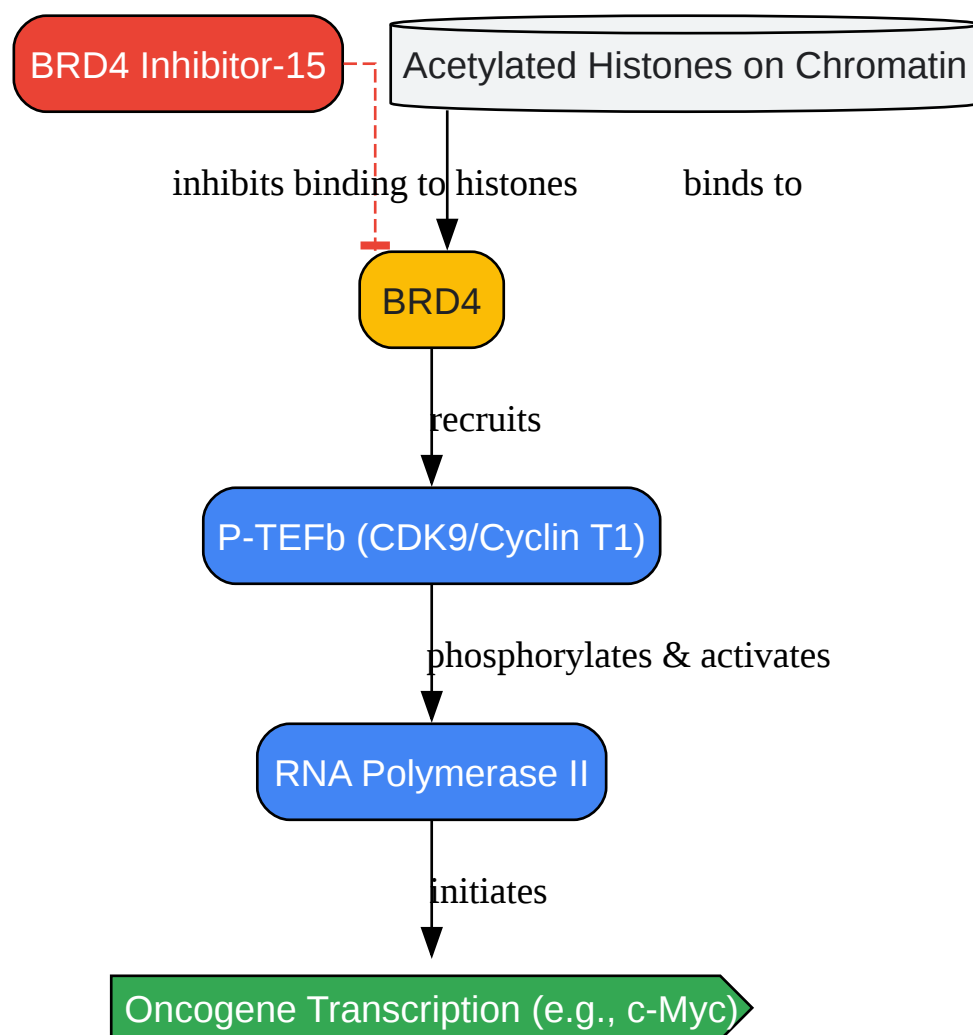 BRD4 Inhibitor-15
Acetylated Histones on Chromatin
inhibits binding to histones
binds to
BRD4
recruits
P-TEFb (CDK9/Cyclin T1)
phosphorylates & activates
RNA Polymerase II
initiates
Oncogene Transcription (e.g., c-Myc)